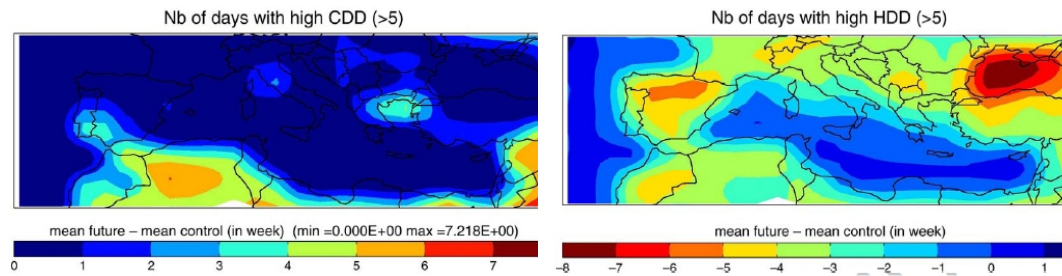 Nb of days with high CDD (>5)
mean future – mean control (in week) (min =0.000E+00 max =7.218E+00)
0 1 2 3 4 5 6 7
Nb of days with high HDD (>5)
mean future – mean control (in week)
−8 −7 −6 −5 −4 −3 −2 −1 0 1